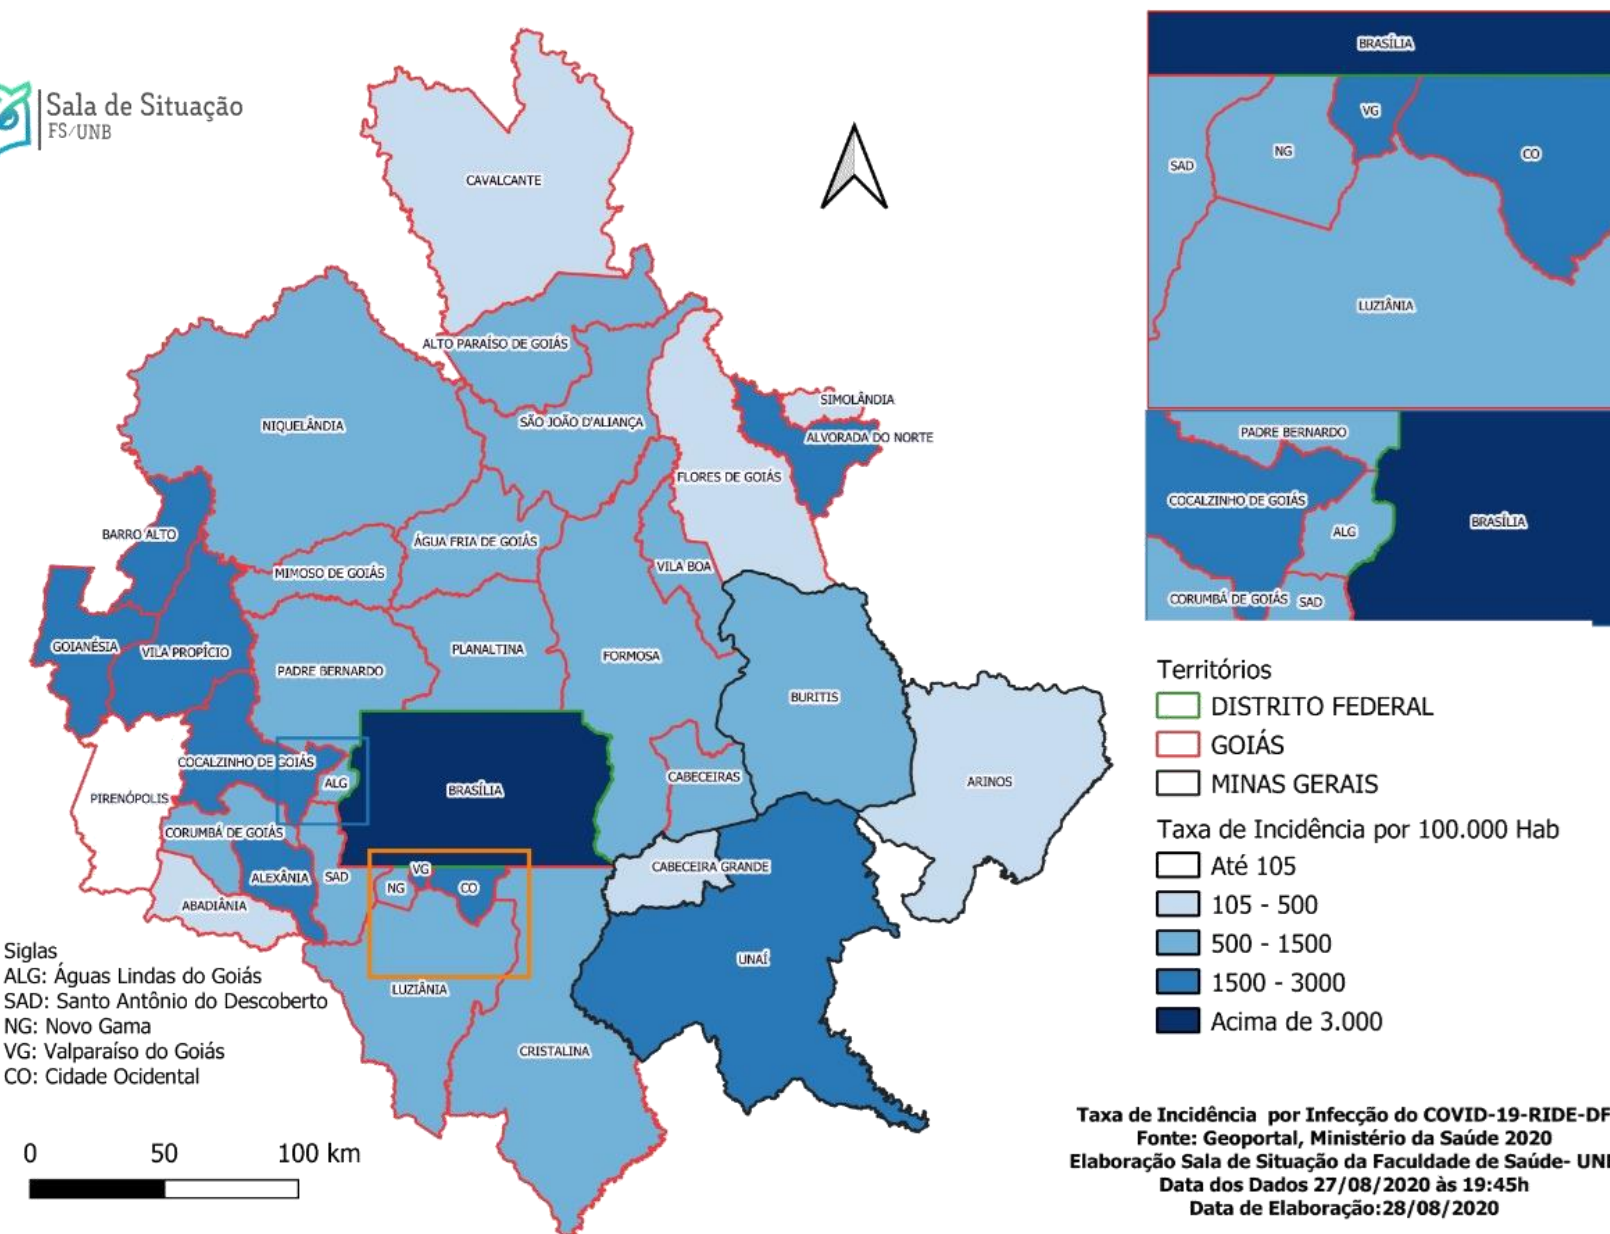 Sala de Situação
FS/UNB
CAVALCANTE
ALTO PARAÍSO DE GOIÁS
NIQUELÂNDIA
SÃO JOÃO D'ALIANÇA
SIMOLÂNDIA
ALVORADA DO NORTE
FLORES DE GOIÁS
BARRO ALTO
ÁGUA FRIA DE GOIÁS
MIMOSO DE GOIÁS
VILA BOA
GOIANÉSIA
VILA PROPÍCIO
PADRE BERNARDO
PLANALTINA
FORMOSA
BURITIS
COCALZINHO DE GOIÁS
ALG
BRASÍLIA
CABECEIRAS
ARINOS
PIRENÓPOLIS
CORUMBÁ DE GOIÁS
ALEXÂNIA
SAD
NG
VG
CO
CABECEIRA GRANDE
ABADIÂNIA
LUZIÂNIA
UNAÍ
CRISTALINA
BRASÍLIA
VG
SAD
NG
CO
LUZIÂNIA
PADRE BERNARDO
COCALZINHO DE GOIÁS
ALG
BRASÍLIA
CORUMBÁ DE GOIÁS
SAD
Territórios
DISTRITO FEDERAL
GOIÁS
MINAS GERAIS
Taxa de Incidência por 100.000 Hab
Até 105
105 - 500
500 - 1500
1500 - 3000
Acima de 3.000
Siglas
ALG: Águas Lindas do Goiás
SAD: Santo Antônio do Descoberto
NG: Novo Gama
VG: Valparaíso do Goiás
CO: Cidade Ocidental
0 50 100 km
Taxa de Incidência por Infecção do COVID-19-RIDE-DF
Fonte: Geoportal, Ministério da Saúde 2020
Elaboração Sala de Situação da Faculdade de Saúde-
Data dos Dados 27/08/2020 às 19:45h
Data de Elaboração:28/08/2020